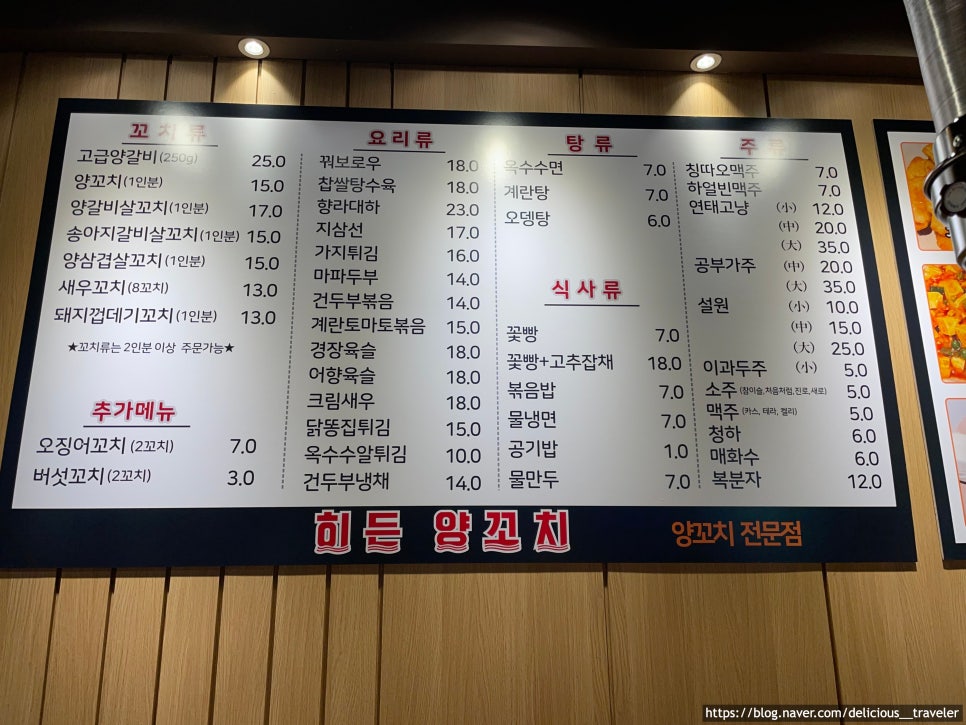 꼬치류
고급양갈비(250g) 25.0
양꼬치(1인분) 15.0
양갈비살꼬치(1인분) 17.0
송아지갈비살꼬치(1인분) 15.0
양삼겹살꼬치(1인분) 15.0
새우꼬치(8꼬치) 13.0
돼지껍데기꼬치(1인분) 13.0
★꼬치류는 2인분 이상 주문가능★
추가메뉴
오징어꼬치(2꼬치) 7.0
버섯꼬치(2꼬치) 3.0
요리류
꿔보로우 18.0
찹쌀탕수육 18.0
향라대하 23.0
지삼선 17.0
가지튀김 16.0
마파두부 14.0
건두부볶음 14.0
계란토마토볶음 15.0
경장육슬 18.0
어향육슬 18.0
크림새우 18.0
닭똥집튀김 15.0
옥수수알튀김 10.0
건두부냉채 14.0
탕류
옥수수면 7.0
계란탕 7.0
오뎅탕 6.0
식사류
꽃빵 7.0
꽃빵+고추잡채 18.0
볶음밥 7.0
물냉면 7.0
공기밥 1.0
물만두 7.0
주류
칭따오맥주 7.0
하얼빈맥주 7.0
연태고냥 (小) 12.0
(中) 20.0
(大) 35.0
공부가주 (中) 20.0
(大) 35.0
설원 (小) 10.0
(中) 15.0
(大) 25.0
이과두주 (小) 5.0
소주(참이슬,처음처럼,진로,새로) 5.0
맥주(카스, 테라, 켈리) 5.0
청하 6.0
매화수 6.0
복분자 12.0
히든 양꼬치
양꼬치 전문점
https://blog.naver.com/delicious__traveler